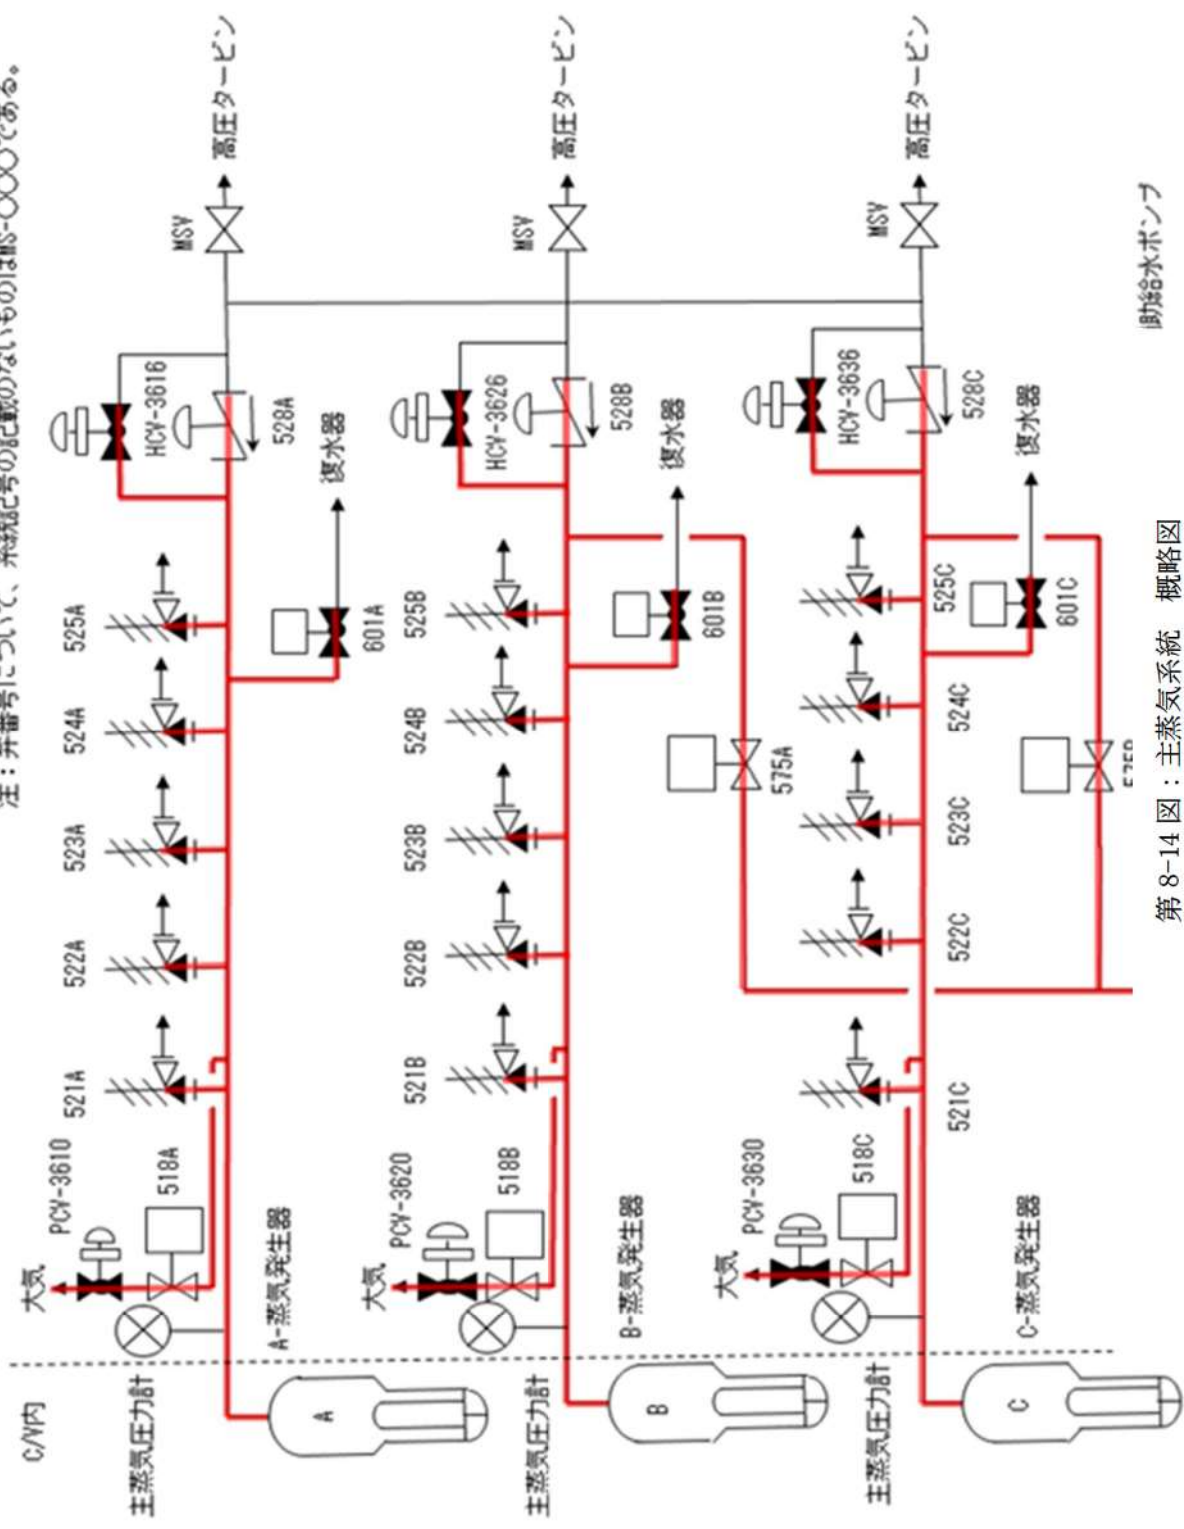 注：弁番号について、系統記号の記載のないものはMS-〇〇〇である。
C/V内
主蒸気圧力計
大気
PCV-3610
518A
521A
522A
523A
524A
525A
HCV-3616
528A
MSV
高圧タービン
601A
復水器
A-蒸気発生器
A
主蒸気圧力計
大気
PCV-3620
518B
521B
522B
523B
524B
525B
HCV-3626
528B
MSV
高圧タービン
601B
復水器
575A
B-蒸気発生器
B
主蒸気圧力計
大気
PCV-3630
518C
521C
522C
523C
524C
525C
HCV-3636
528C
MSV
高圧タービン
601C
復水器
C-蒸気発生器
C
助給水ポンプ
第 8-14 図：主蒸気系統　概略図